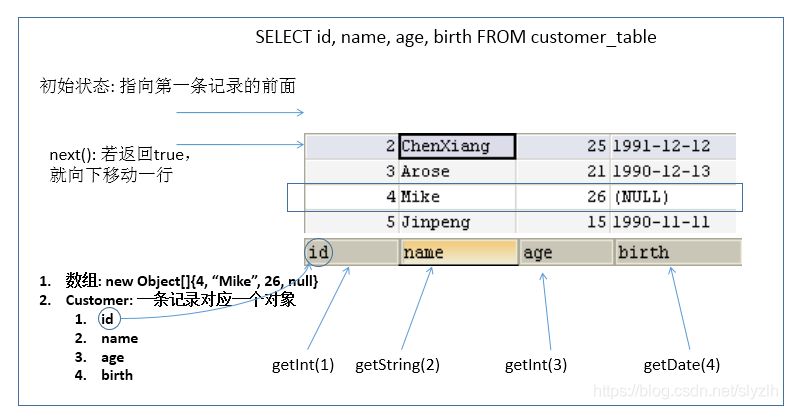 SELECT id, name, age, birth FROM customer_table
初始状态: 指向第一条记录的前面
next(): 若返回true，
就向下移动一行
2 ChenXiang 25 1991-12-12
3 Arose 21 1990-12-13
4 Mike 26 (NULL)
5 Jinpeng 15 1990-11-11
id name age birth
1. 数组: new Object[]{4, “Mike”, 26, null}
2. Customer: 一条记录对应一个对象
1. id
2. name
3. age
4. birth
getInt(1) getString(2) getInt(3) getDate(4)
https://blog.csdn.net/slyzlh